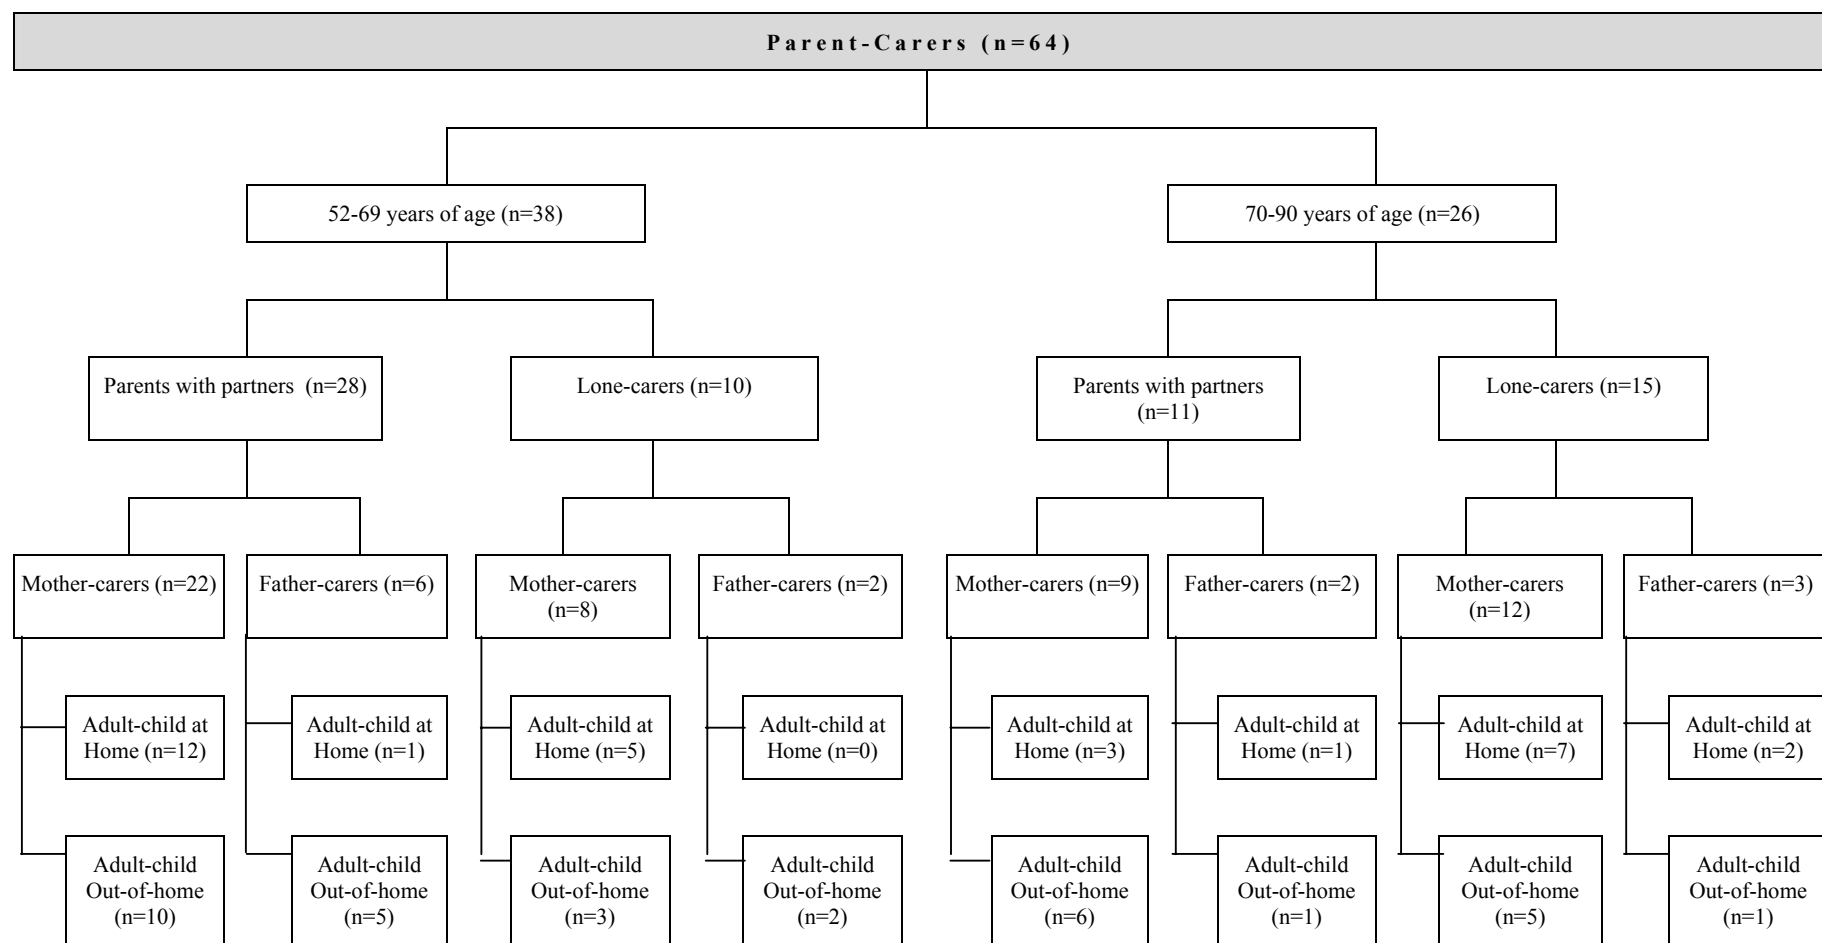 Parent-Carers (n=64)
52-69 years of age (n=38)
70-90 years of age (n=26)
Parents with partners (n=28)
Lone-carers (n=10)
Parents with partners
(n=11)
Lone-carers (n=15)
Mother-carers (n=22)
Father-carers (n=6)
Mother-carers
(n=8)
Father-carers (n=2)
Mother-carers (n=9)
Father-carers (n=2)
Mother-carers
(n=12)
Father-carers (n=3)
Adult-child at
Home (n=12)
Adult-child at
Home (n=1)
Adult-child at
Home (n=5)
Adult-child at
Home (n=0)
Adult-child at
Home (n=3)
Adult-child at
Home (n=1)
Adult-child at
Home (n=7)
Adult-child at
Home (n=2)
Adult-child
Out-of-home
(n=10)
Adult-child
Out-of-home
(n=5)
Adult-child
Out-of-home
(n=3)
Adult-child
Out-of-home
(n=2)
Adult-child
Out-of-home
(n=6)
Adult-child
Out-of-home
(n=1)
Adult-child
Out-of-home
(n=5)
Adult-child
Out-of-home
(n=1)